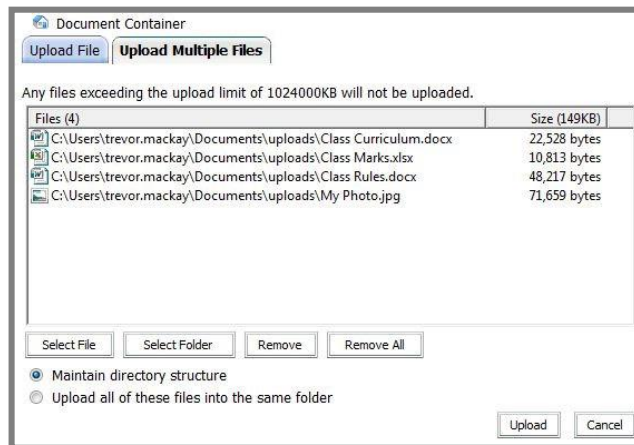 Document Container
Upload File Upload Multiple Files
Any files exceeding the upload limit of 1024000KB will not be uploaded.
Files (4) Size (149KB)
C:\Users\trevor.mackay\Documents\uploads\Class Curriculum.docx 22,528 bytes
C:\Users\trevor.mackay\Documents\uploads\Class Marks.xlsx 10,813 bytes
C:\Users\trevor.mackay\Documents\uploads\Class Rules.docx 48,217 bytes
C:\Users\trevor.mackay\Documents\uploads\My Photo.jpg 71,659 bytes
Select File Select Folder Remove Remove All
Maintain directory structure
Upload all of these files into the same folder
Upload Cancel